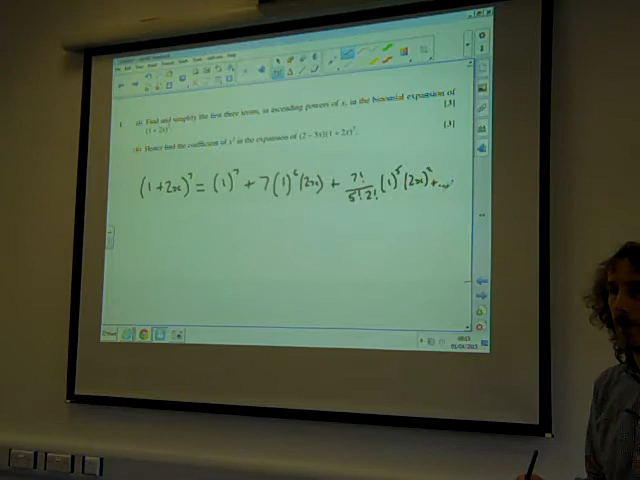 1 (i) Find and simplify the first three terms, in ascending powers of x, in the binomial expansion of
(1 + 2x)⁷. [3]
(ii) Hence find the coefficient of x² in the expansion of (2 − 5x)(1 + 2x)⁷. [3]
(1 + 2x)⁷ = (1)⁷ + 7(1)⁶(2x) + 7!/5!2! (1)⁵(2x)² + ...